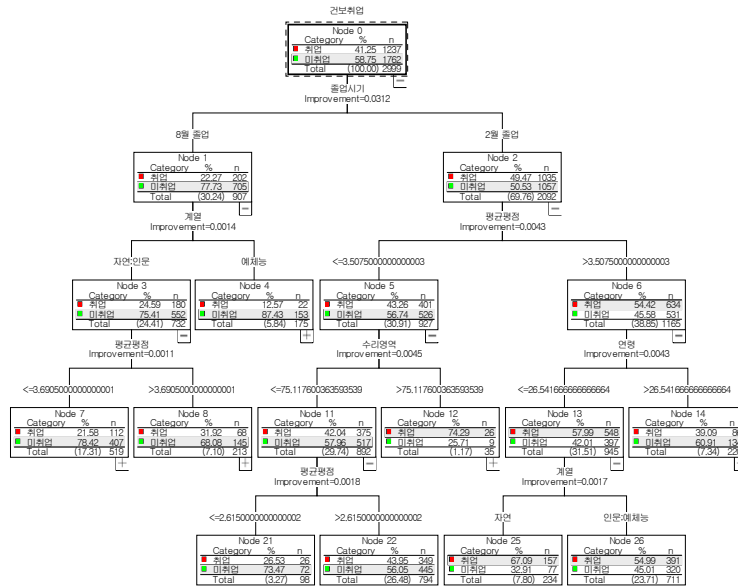 건보취업
Node 0
Category % n
취업 41.25 1237
미취업 58.75 1762
Total (100.00) 2999
졸업시기
Improvement=0.0312
8월 졸업
2월 졸업
Node 1
Category % n
취업 22.27 202
미취업 77.73 705
Total (30.24) 907
Node 2
Category % n
취업 49.47 1035
미취업 50.53 1057
Total (69.76) 2092
계열
Improvement=0.0014
평균평점
Improvement=0.0043
자연;인문
예체능
<=3.5075000000000003
>3.5075000000000003
Node 3
Category % n
취업 24.59 180
미취업 75.41 552
Total (24.41) 732
Node 4
Category % n
취업 12.57 22
미취업 87.43 153
Total (5.84) 175
Node 5
Category % n
취업 43.26 401
미취업 56.74 526
Total (30.91) 927
Node 6
Category % n
취업 54.42 634
미취업 45.58 531
Total (38.85) 1165
평균평점
Improvement=0.0011
수리영역
Improvement=0.0045
연령
Improvement=0.0043
<=3.6905000000000001
>3.6905000000000001
<=75.117600363593539
>75.117600363593539
<=26.541666666666664
>26.541666666666664
Node 7
Category % n
취업 21.58 112
미취업 78.42 407
Total (17.31) 519
Node 8
Category % n
취업 31.92 68
미취업 68.08 145
Total (7.10) 213
Node 11
Category % n
취업 42.04 375
미취업 57.96 517
Total (29.74) 892
Node 12
Category % n
취업 74.29 26
미취업 25.71 9
Total (1.17) 35
Node 13
Category % n
취업 57.99 548
미취업 42.01 397
Total (31.51) 945
Node 14
Category % n
취업 39.09
미취업 60.91
Total (7.34)
평균평점
Improvement=0.0018
계열
Improvement=0.0017
<=2.6150000000000002
>2.6150000000000002
자연
인문;예체능
Node 21
Category % n
취업 26.53 26
미취업 73.47 72
Total (3.27) 98
Node 22
Category % n
취업 43.95 349
미취업 56.05 445
Total (26.48) 794
Node 25
Category % n
취업 67.09 157
미취업 32.91 77
Total (7.80) 234
Node 26
Category % n
취업 54.99 391
미취업 45.01 320
Total (23.71) 711